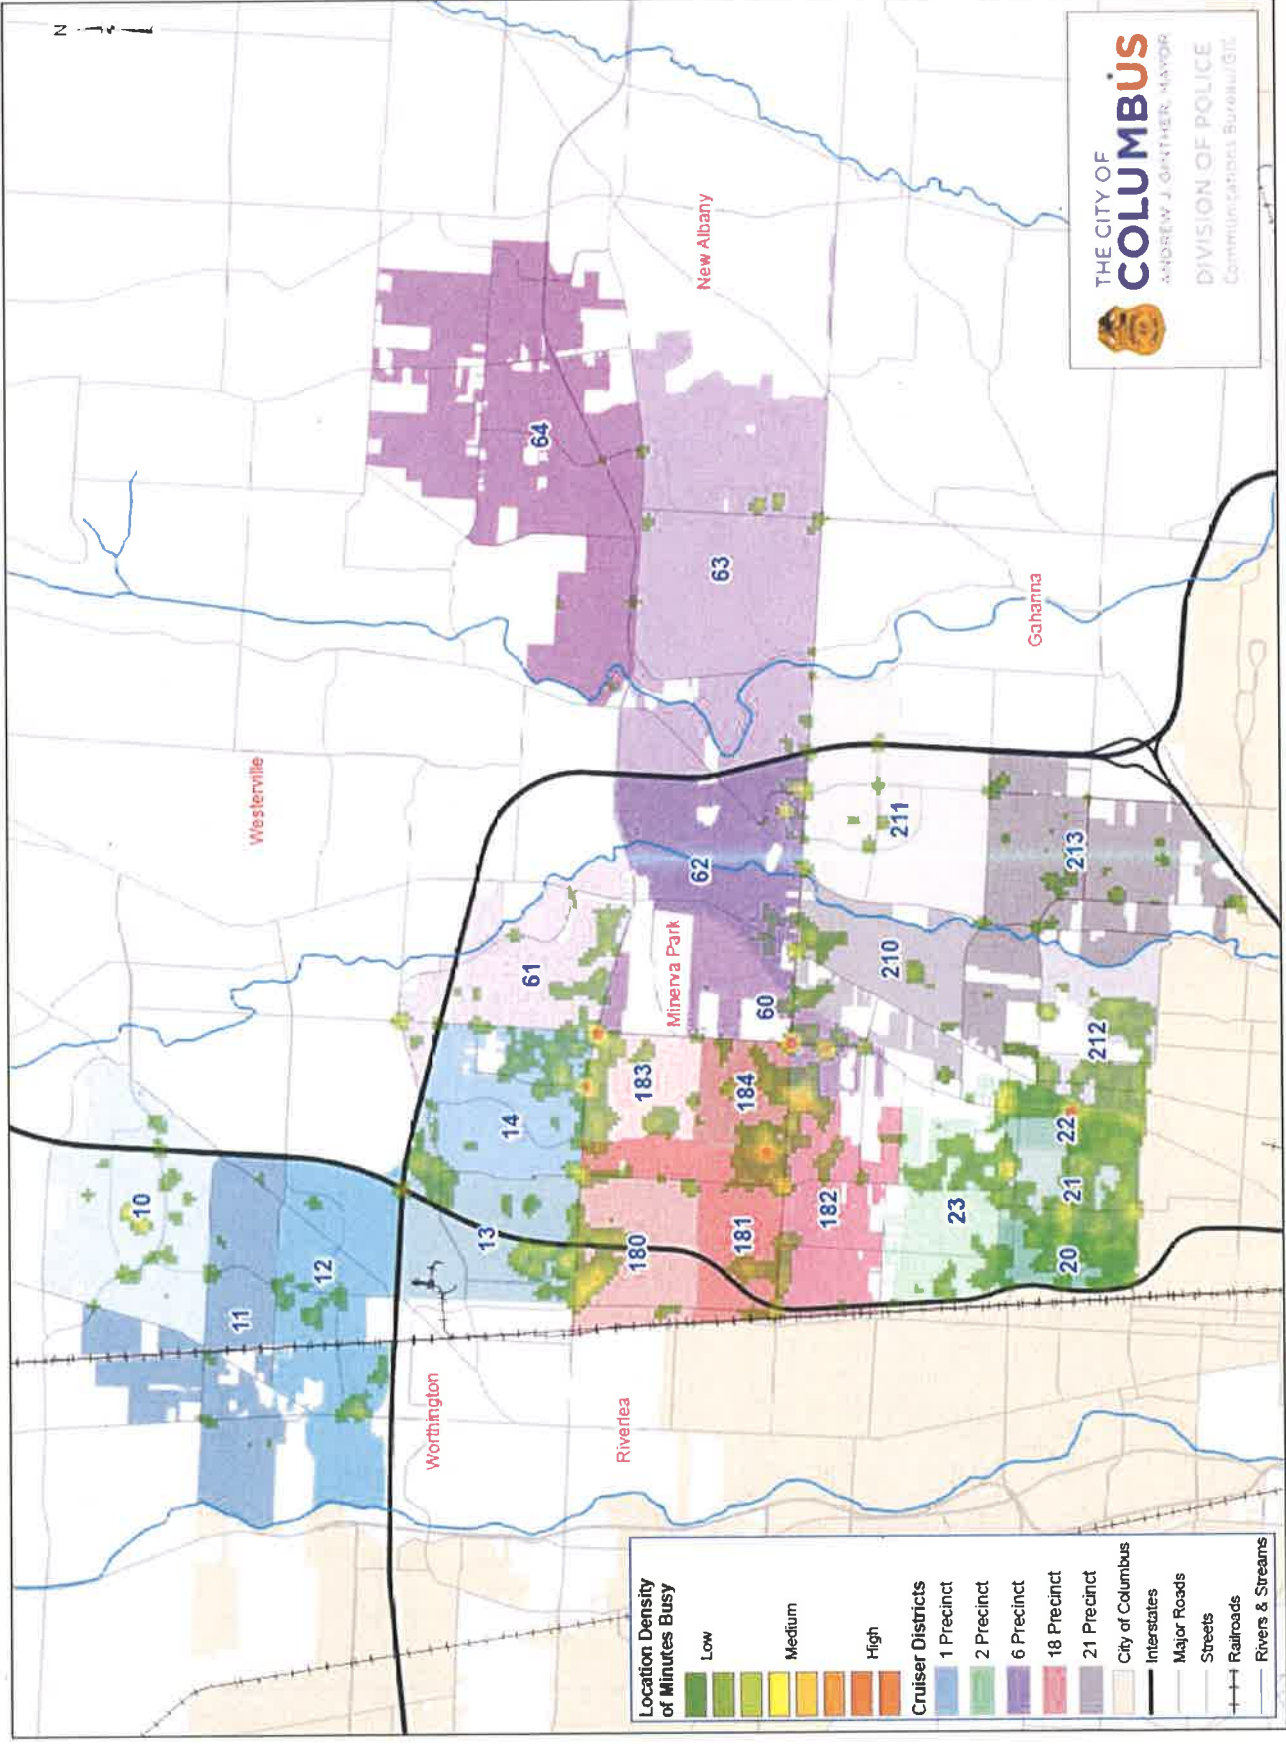 N
Westerville
New Albany
Gahanna
Minerva Park
Worthington
Riverlea
64
63
62
61
60
10
11
12
13
14
180
181
182
183
184
20
21
22
23
210
211
212
213
THE CITY OF
COLUMBUS
ANDREW J. GINTHER, MAYOR
DIVISION OF POLICE
Communications Bureau/GIS
Location Density
of Minutes Busy
Low
Medium
High
Cruiser Districts
1 Precinct
2 Precinct
6 Precinct
18 Precinct
21 Precinct
City of Columbus
Interstates
Major Roads
Streets
Railroads
Rivers & Streams